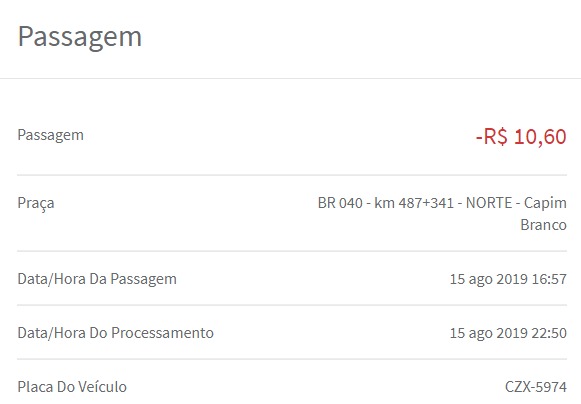 Passagem
Passagem -R$ 10,60
Praça BR 040 - km 487+341 - NORTE - Capim
Branco
Data/Hora Da Passagem 15 ago 2019 16:57
Data/Hora Do Processamento 15 ago 2019 22:50
Placa Do Veículo CZX-5974